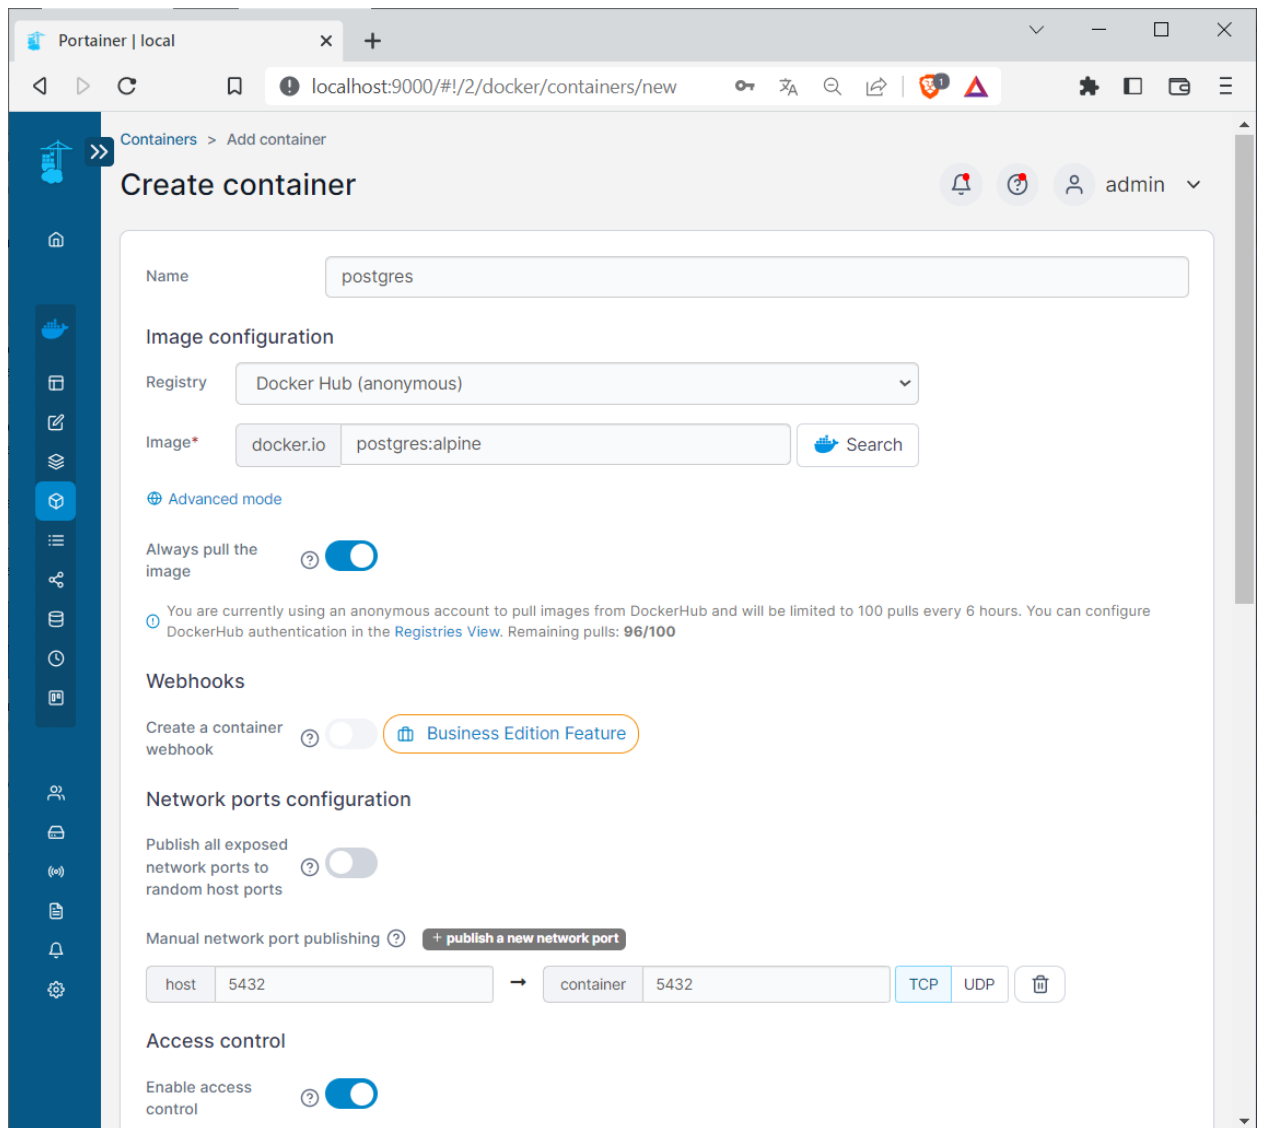 Portainer | local
localhost:9000/#!/2/docker/containers/new
1
Containers > Add container
Create container
admin
Name
postgres
Image configuration
Registry
Docker Hub (anonymous)
Image*
docker.io
postgres:alpine
Search
Advanced mode
Always pull the
image
You are currently using an anonymous account to pull images from DockerHub and will be limited to 100 pulls every 6 hours. You can configure
DockerHub authentication in the Registries View. Remaining pulls: 96/100
Webhooks
Create a container
webhook
Business Edition Feature
Network ports configuration
Publish all exposed
network ports to
random host ports
Manual network port publishing
+ publish a new network port
host
5432
→
container
5432
TCP
UDP
Access control
Enable access
control